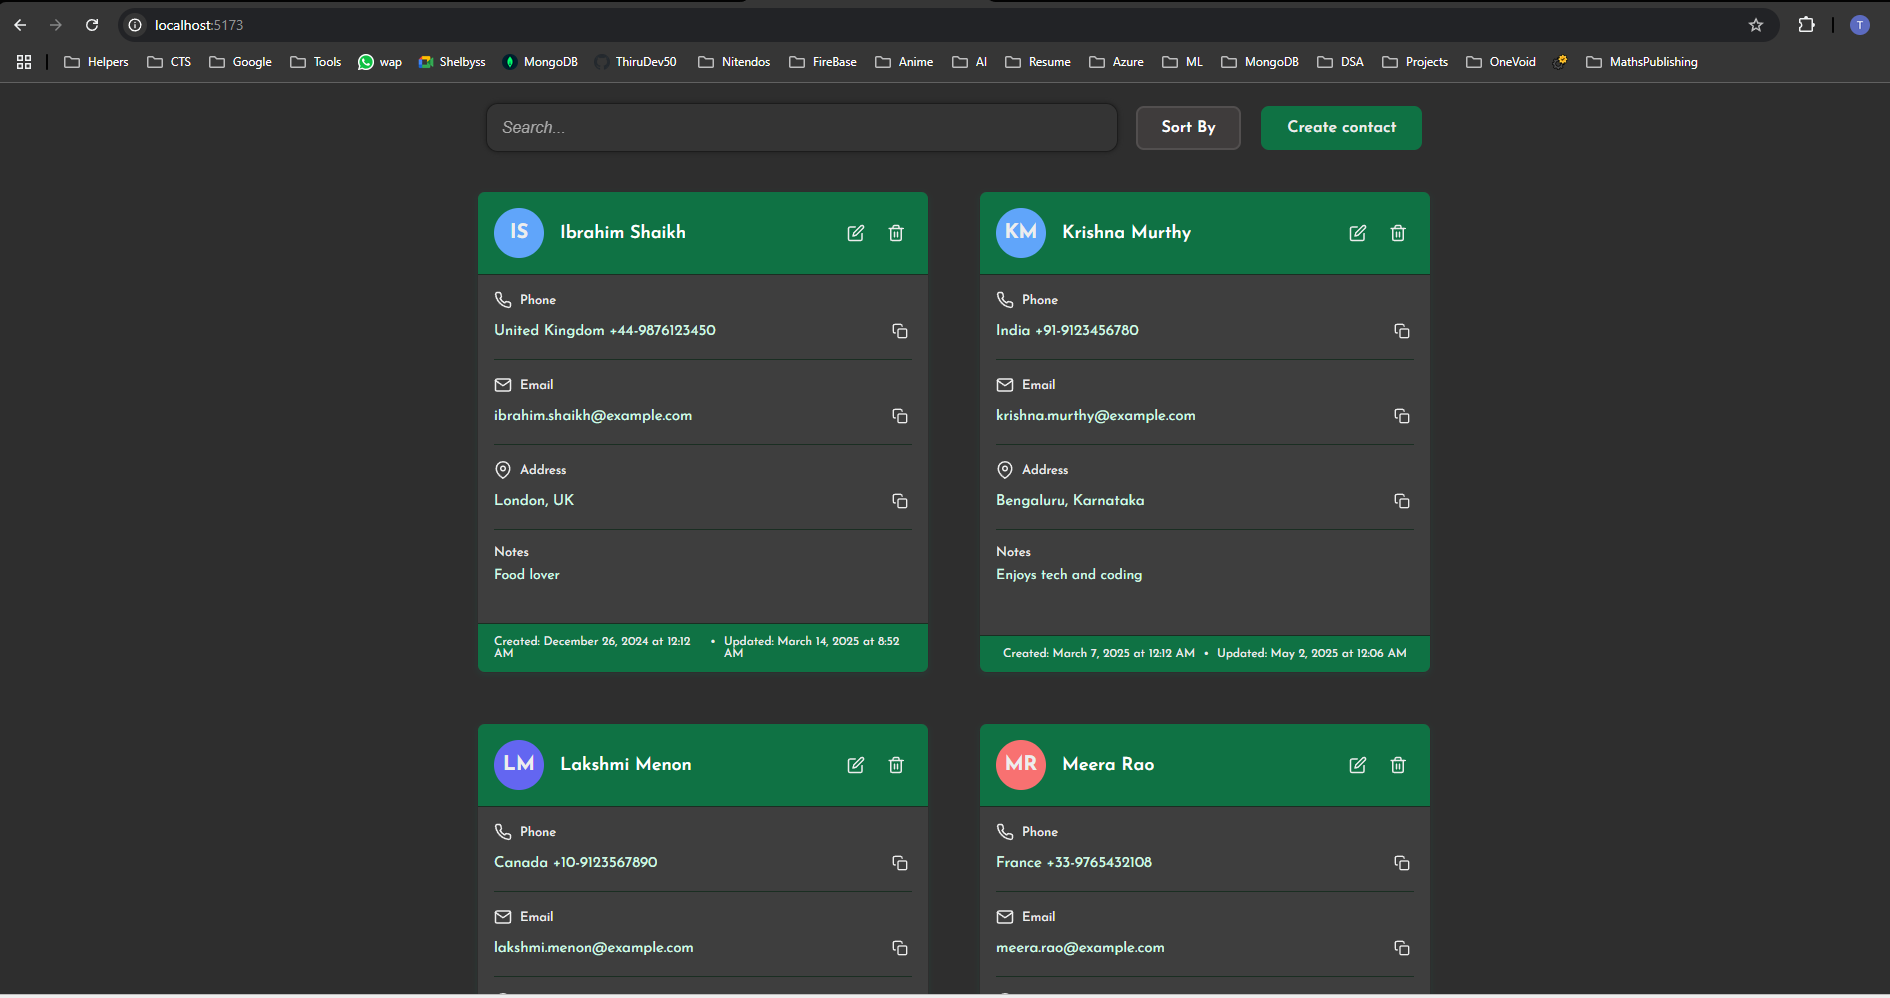 localhost:5173
T
Helpers CTS Google Tools wap Shelbyss MongoDB ThiruDev50 Nitendos FireBase Anime AI Resume Azure ML MongoDB DSA Projects OneVoid MathsPublishing
Search...
Sort By
Create contact
IS
Ibrahim Shaikh
Phone
United Kingdom +44-9876123450
Email
ibrahim.shaikh@example.com
Address
London, UK
Notes
Food lover
Created: December 26, 2024 at 12:12
AM
• Updated: March 14, 2025 at 8:52
AM
KM
Krishna Murthy
Phone
India +91-9123456780
Email
krishna.murthy@example.com
Address
Bengaluru, Karnataka
Notes
Enjoys tech and coding
Created: March 7, 2025 at 12:12 AM • Updated: May 2, 2025 at 12:06 AM
LM
Lakshmi Menon
Phone
Canada +10-9123567890
Email
lakshmi.menon@example.com
MR
Meera Rao
Phone
France +33-9765432108
Email
meera.rao@example.com